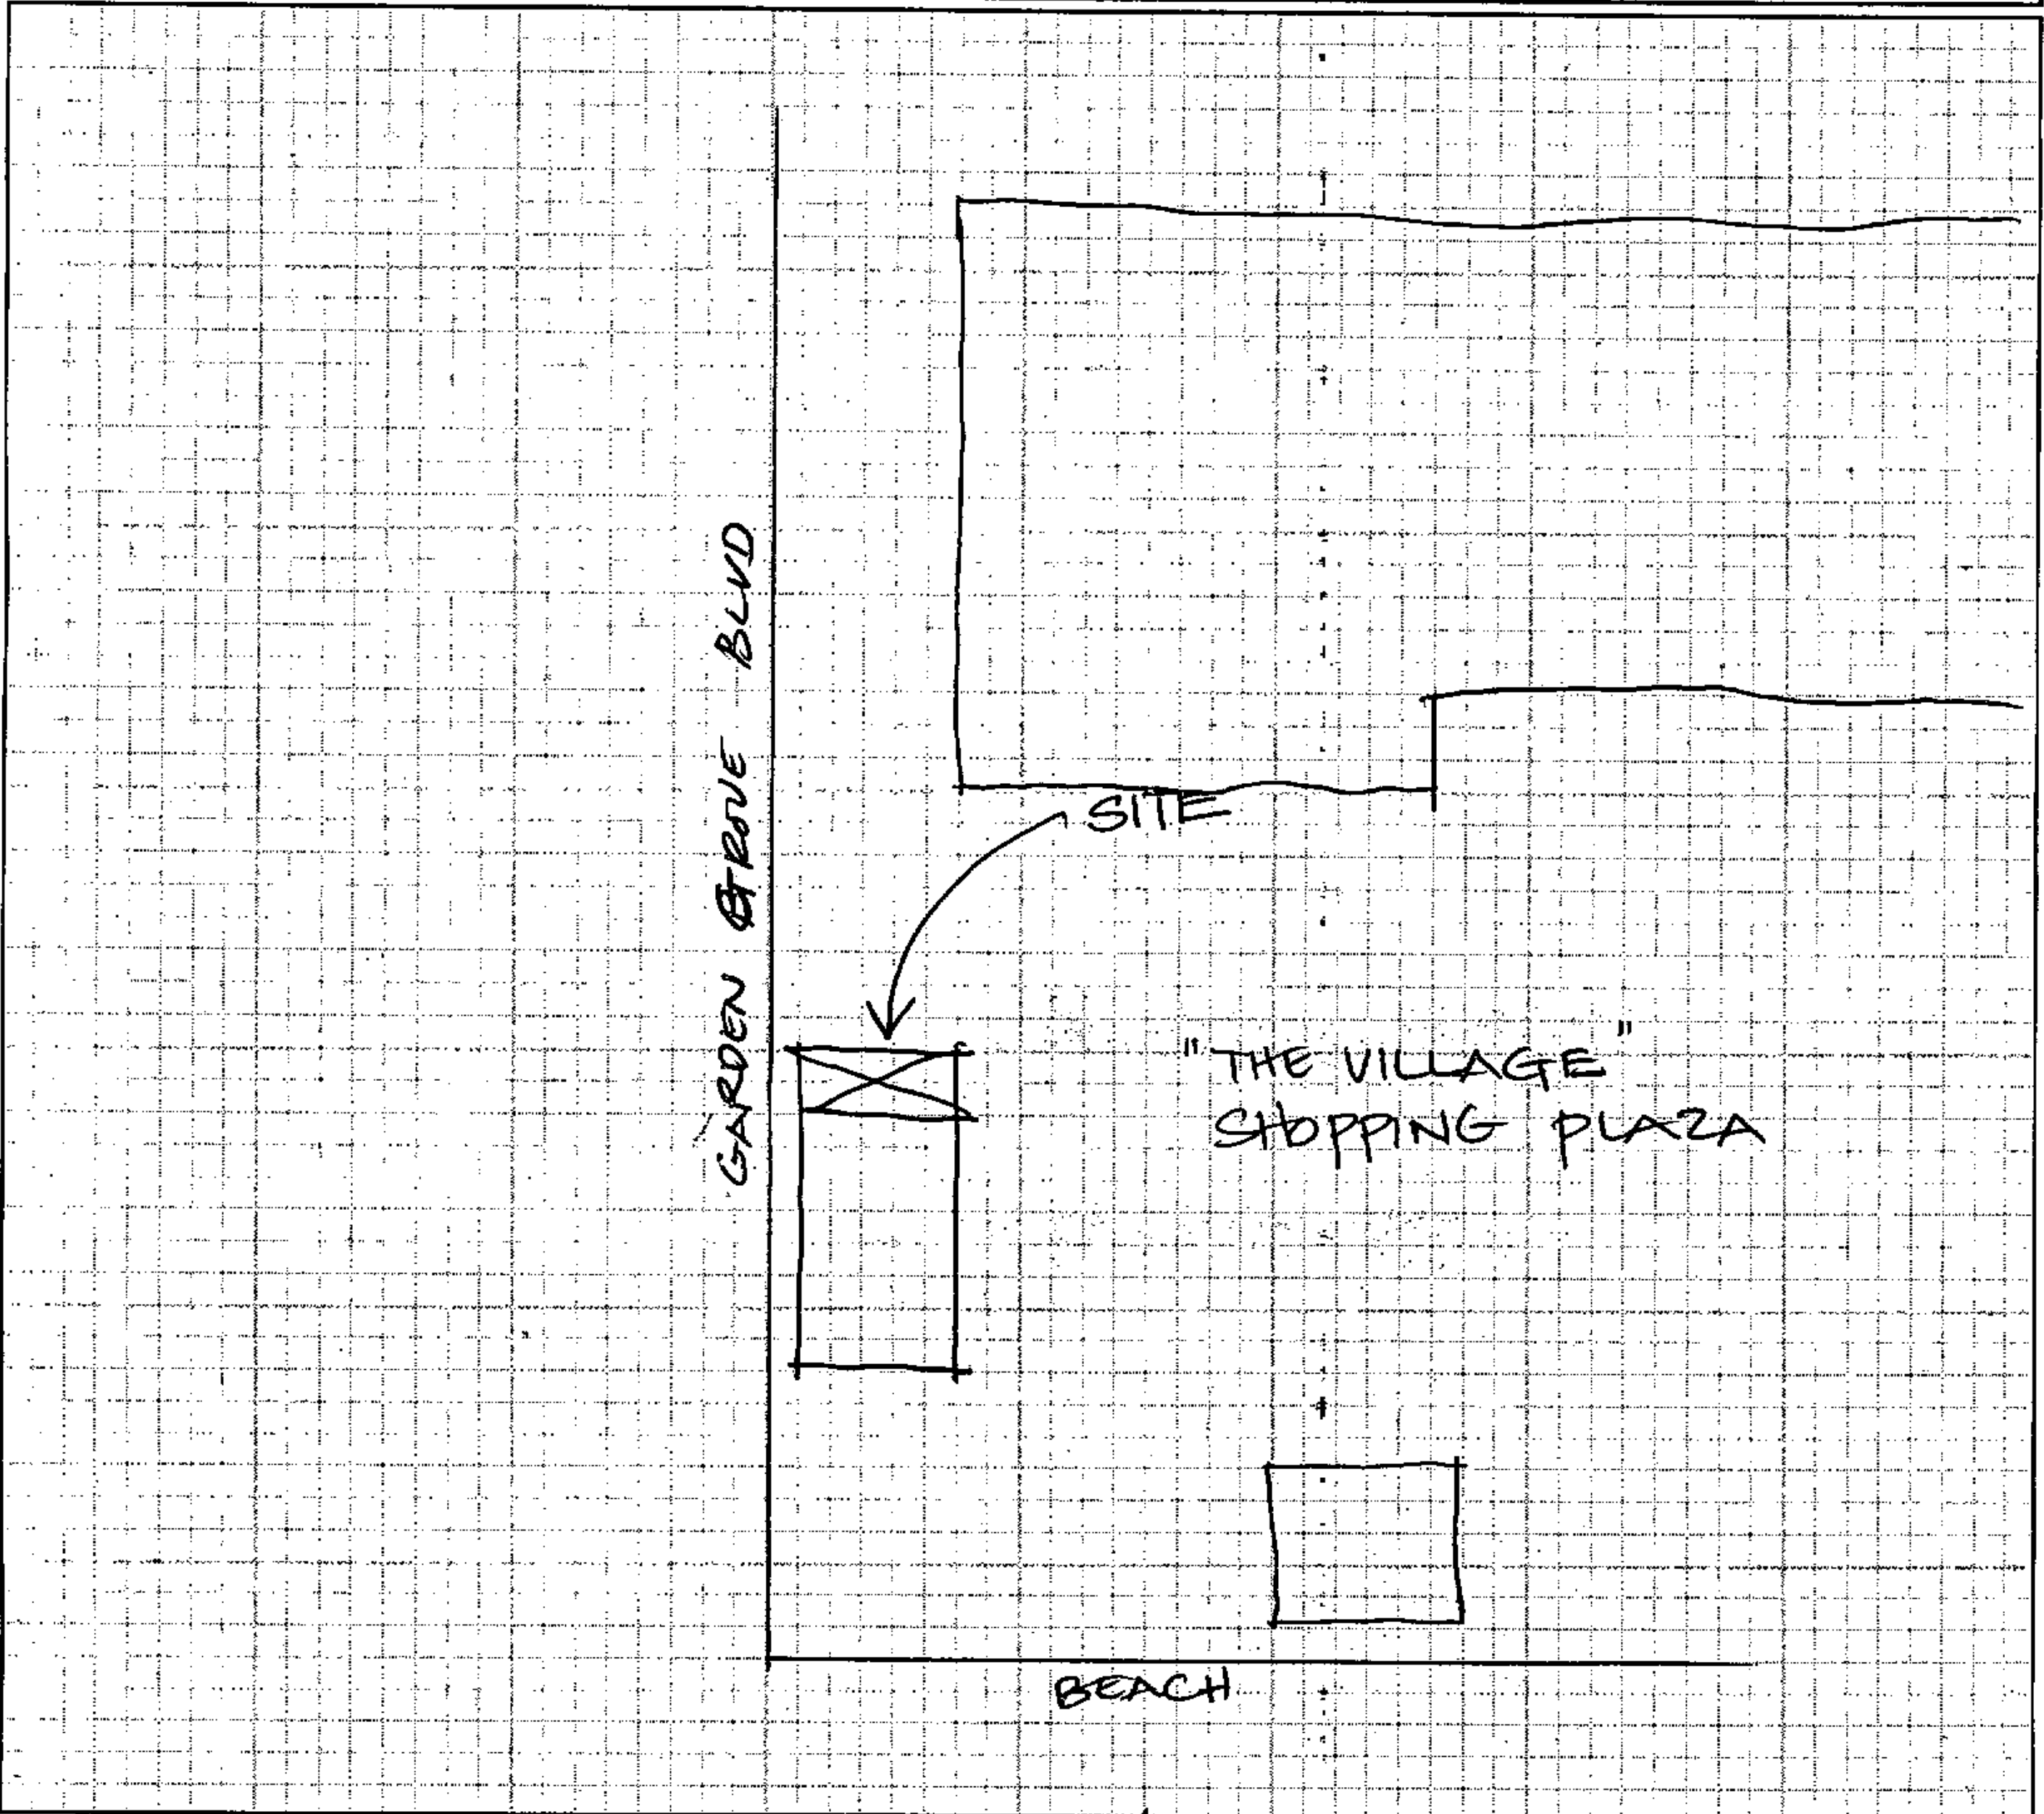 GARDEN GROVE BLVD
SITE
"THE VILLAGE"
SHOPPING PLAZA
BEACH